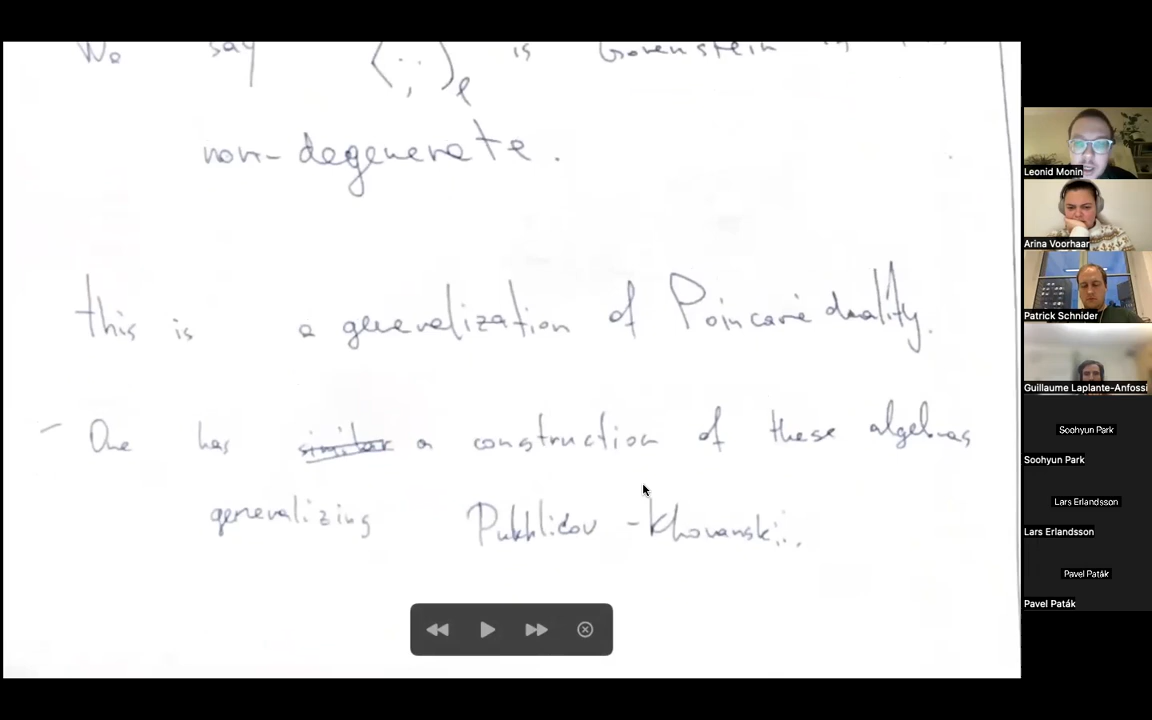 We say ⟨·,·⟩ℓ is Gorenstein if
non-degenerate.
this is a generalization of Poincaré duality.
- One has similar a construction of these algebras
generalizing Pukhlicov - Khovanskii.
Leonid Monin
Arina Voorhaar
Patrick Schnider
Guillaume Laplante-Anfossi
Soohyun Park
Soohyun Park
Lars Erlandsson
Lars Erlandsson
Pavel Paták
Pavel Paták